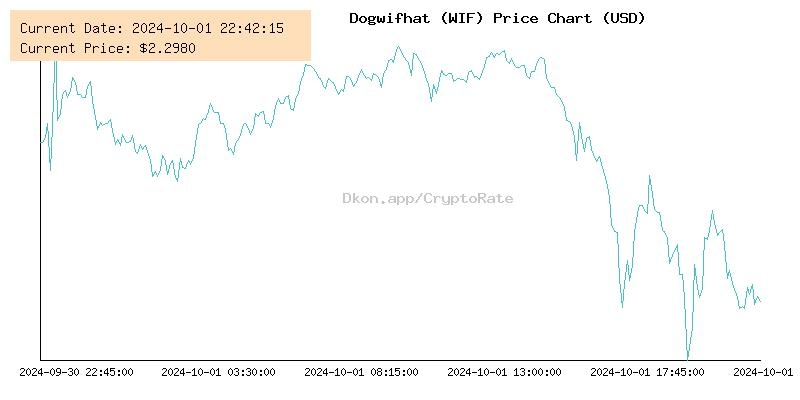 Dogwifhat (WIF) Price Chart (USD)
Current Date: 2024-10-01 22:42:15
Current Price: $2.2980
Dkon.app/CryptoRate
2024-09-30 22:45:00 2024-10-01 03:30:00 2024-10-01 08:15:00 2024-10-01 13:00:00 2024-10-01 17:45:00 2024-10-01